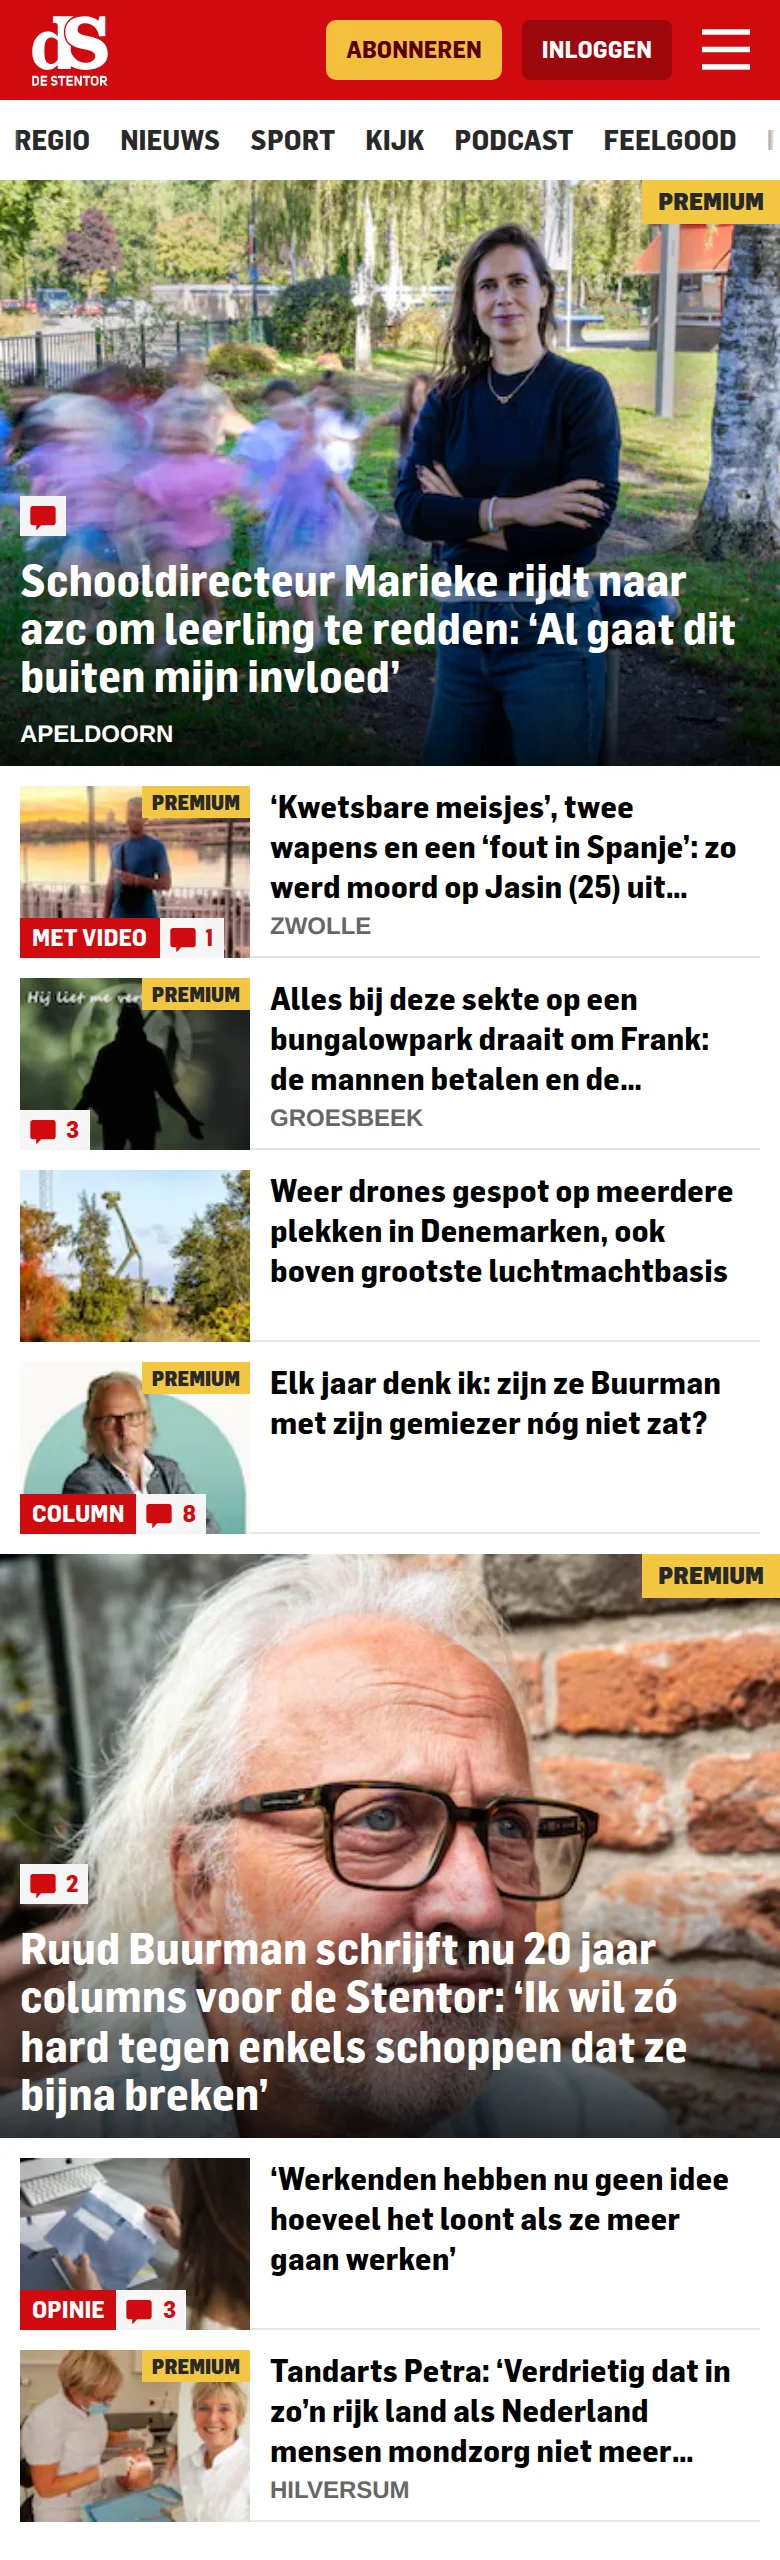 dS
DE STENTOR
ABONNEREN
INLOGGEN
REGIO NIEUWS SPORT KIJK PODCAST FEELGOOD
PREMIUM
Schooldirecteur Marieke rijdt naar
azc om leerling te redden: ‘Al gaat dit
buiten mijn invloed’
APELDOORN
PREMIUM
MET VIDEO
1
‘Kwetsbare meisjes’, twee
wapens en een ‘fout in Spanje’: zo
werd moord op Jasin (25) uit...
ZWOLLE
Hij liet me
PREMIUM
3
Alles bij deze sekte op een
bungalowpark draait om Frank:
de mannen betalen en de...
GROESBEEK
Weer drones gespot op meerdere
plekken in Denemarken, ook
boven grootste luchtmachtbasis
PREMIUM
COLUMN
8
Elk jaar denk ik: zijn ze Buurman
met zijn gemiezer nóg niet zat?
PREMIUM
2
Ruud Buurman schrijft nu 20 jaar
columns voor de Stentor: ‘Ik wil zó
hard tegen enkels schoppen dat ze
bijna breken’
OPINIE
3
‘Werkenden hebben nu geen idee
hoeveel het loont als ze meer
gaan werken’
PREMIUM
Tandarts Petra: ‘Verdrietig dat in
zo’n rijk land als Nederland
mensen mondzorg niet meer...
HILVERSUM